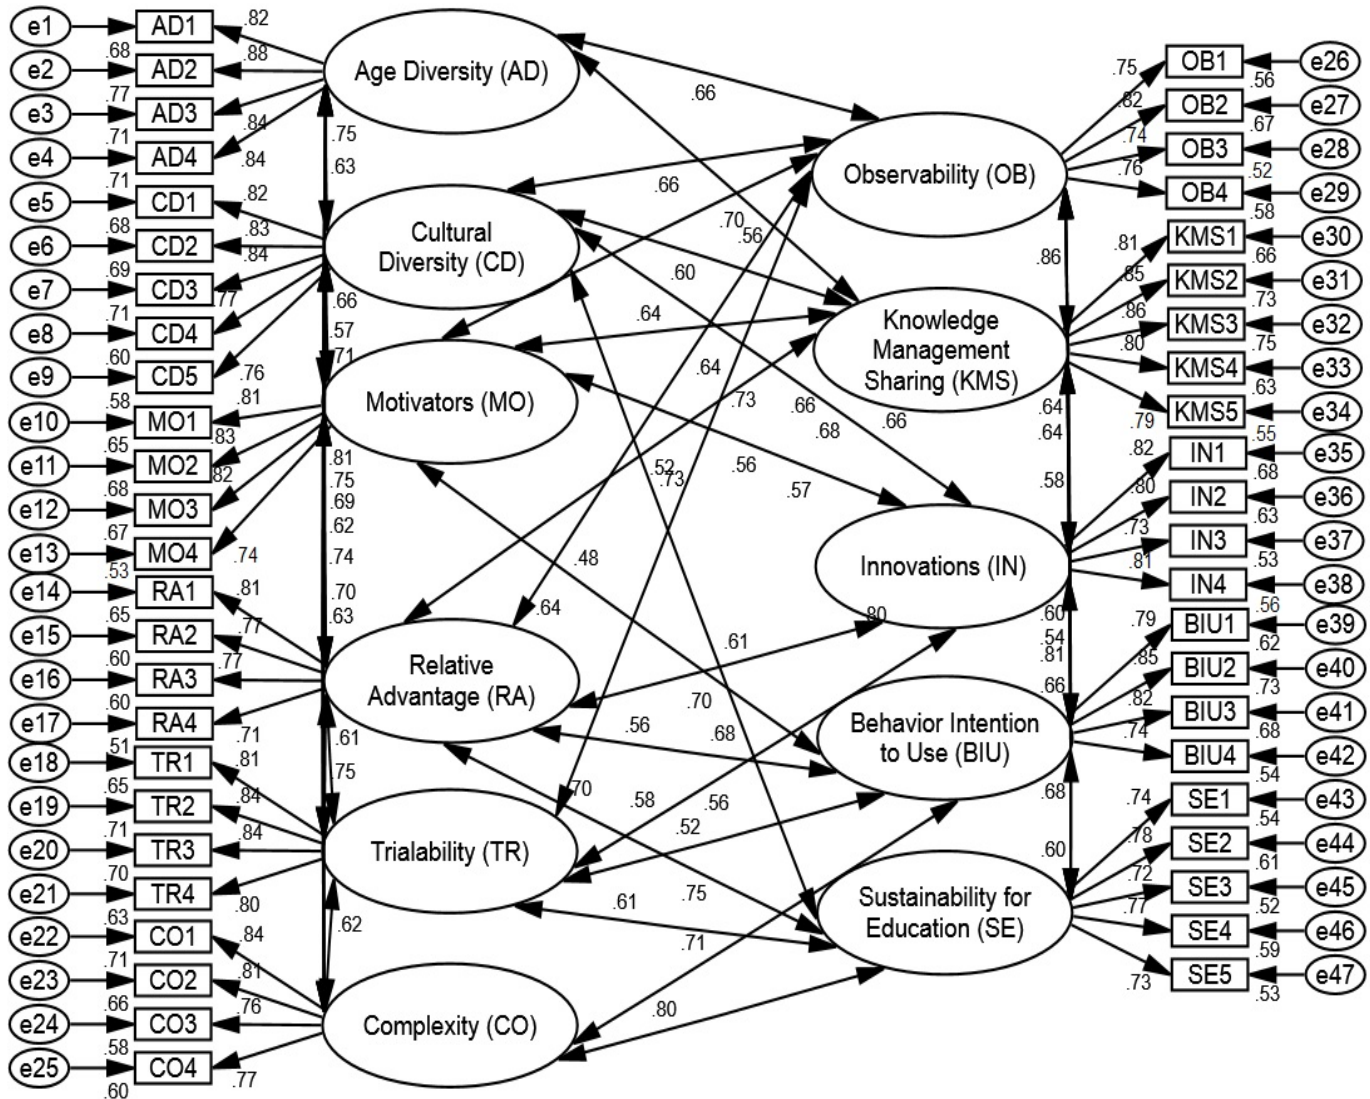 e1
AD1
.82
.68
e2
AD2
.88
.77
e3
AD3
.84
.71
e4
AD4
.84
.71
e5
CD1
.82
.68
e6
CD2
.83
.69
e7
CD3
.84
.71
e8
CD4
.77
.60
e9
CD5
.76
.58
e10
MO1
.81
.65
e11
MO2
.83
.68
e12
MO3
.82
.67
e13
MO4
.74
.53
e14
RA1
.81
.65
e15
RA2
.77
.60
e16
RA3
.77
.60
e17
RA4
.71
.51
e18
TR1
.81
.65
e19
TR2
.84
.71
e20
TR3
.84
.70
e21
TR4
.80
.63
e22
CO1
.84
.71
e23
CO2
.81
.66
e24
CO3
.76
.58
e25
CO4
.77
.60
Age Diversity (AD)
.75
.63
Cultural
Diversity (CD)
.66
.57
.71
Motivators (MO)
.81
.75
.69
.62
.74
.70
.63
Relative
Advantage (RA)
.61
.75
Trialability (TR)
.62
Complexity (CO)
.66
.66
.70
.56
.60
.64
.64
.73
.66
.66
.68
.56
.52
.73
.57
.48
.64
.80
.61
.70
.56
.68
.70
.58
.56
.52
.75
.61
.71
.80
Observability (OB)
.86
Knowledge
Management
Sharing (KMS)
.64
.64
.58
Innovations (IN)
.60
.54
.81
.66
Behavior Intention
to Use (BIU)
.68
.60
Sustainability for
Education (SE)
.75
OB1
e26
.56
.82
OB2
e27
.67
.74
OB3
e28
.52
.76
OB4
e29
.58
.81
KMS1
e30
.66
.85
KMS2
e31
.73
.86
KMS3
e32
.75
.80
KMS4
e33
.63
.79
KMS5
e34
.55
.82
IN1
e35
.68
.80
IN2
e36
.63
.73
IN3
e37
.53
.81
IN4
e38
.56
.79
BIU1
e39
.62
.85
BIU2
e40
.73
.82
BIU3
e41
.68
.74
BIU4
e42
.54
.74
SE1
e43
.54
.78
SE2
e44
.61
.72
SE3
e45
.52
.77
SE4
e46
.59
.73
SE5
e47
.53